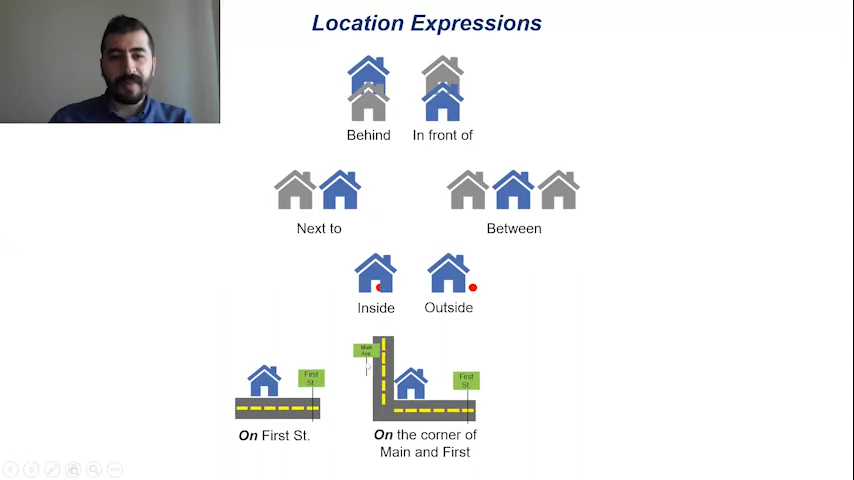 Location Expressions
Behind
In front of
Next to
Between
Inside
Outside
Main
Ave.
First
St.
First
St.
On First St.
On the corner of
Main and First